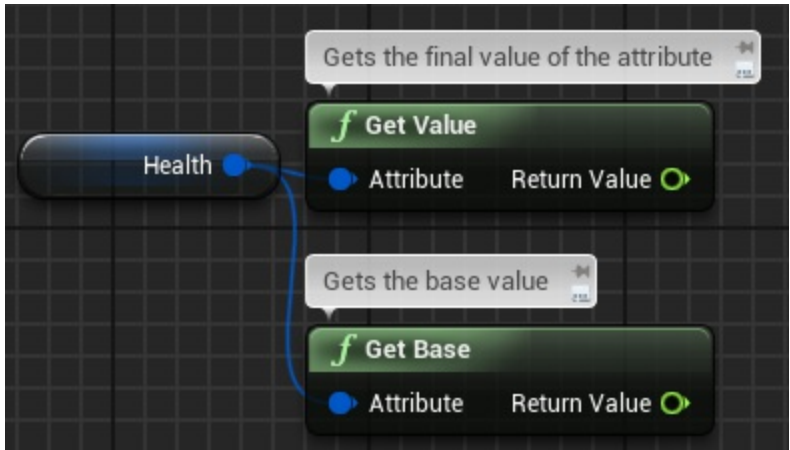 Gets the final value of the attribute
f Get Value
Health
Attribute Return Value
Gets the base value
f Get Base
Attribute Return Value